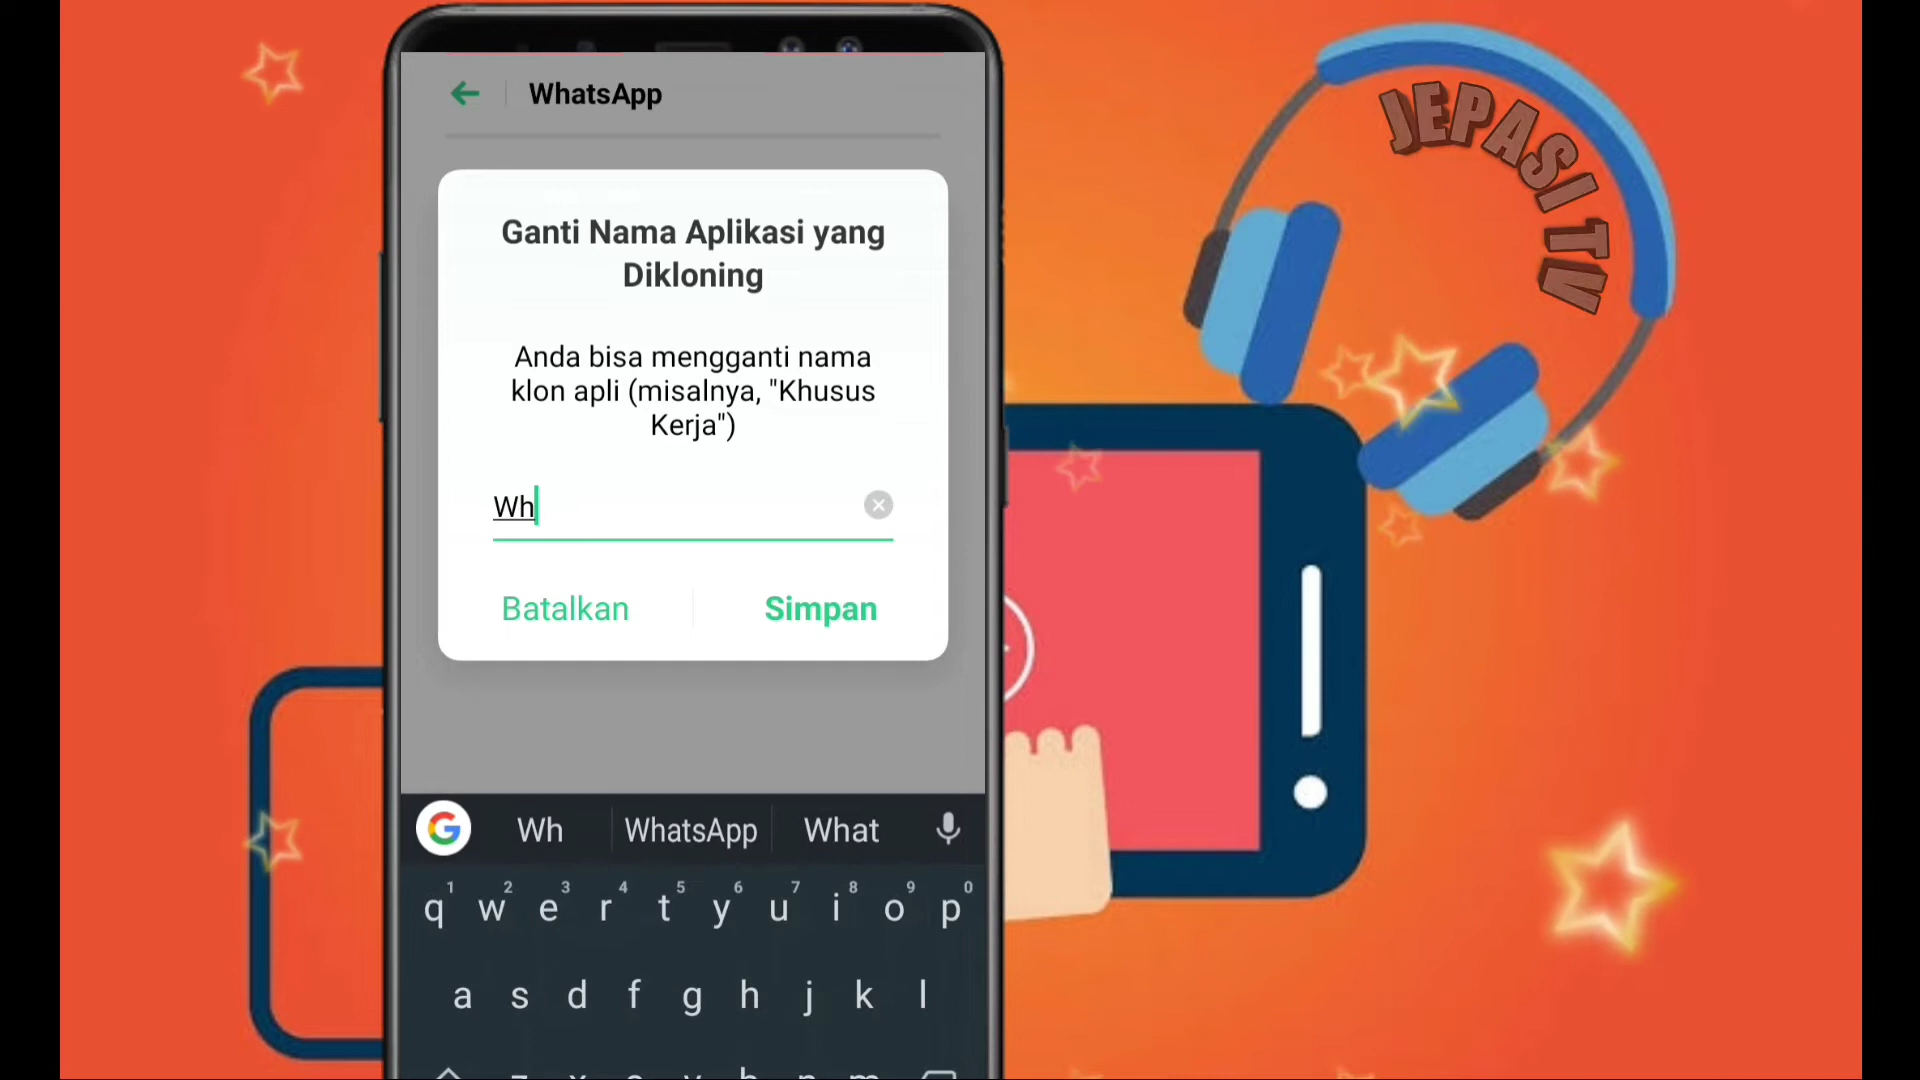 WhatsApp
JEPASI TV
Ganti Nama Aplikasi yang
Dikloning
Anda bisa mengganti nama
klon apli (misalnya, "Khusus
Kerja")
Wh
Batalkan Simpan
G Wh WhatsApp What
1 2 3 4 5 6 7 8 9 0
q w e r t y u i o p
a s d f g h j k l
z x c v b n m